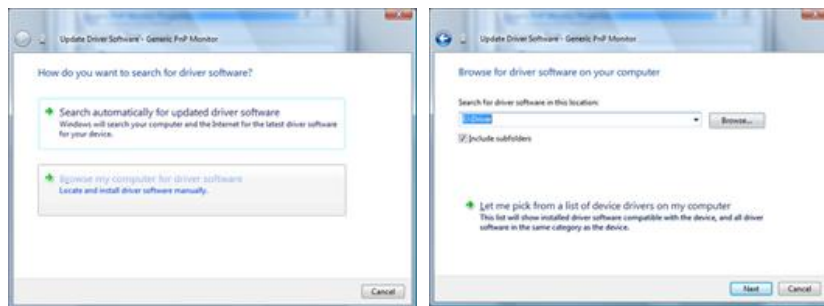 Update Driver Software - Generic PnP Monitor
How do you want to search for driver software?
Search automatically for updated driver software
Windows will search your computer and the Internet for the latest driver software
for your device.
Browse my computer for driver software
Locate and install driver software manually.
Cancel
Update Driver Software - Generic PnP Monitor
Browse for driver software on your computer
Search for driver software in this location:
Browse...
Include subfolders
Let me pick from a list of device drivers on my computer
This list will show installed driver software compatible with the device, and all driver
software in the same category as the device.
Next
Cancel